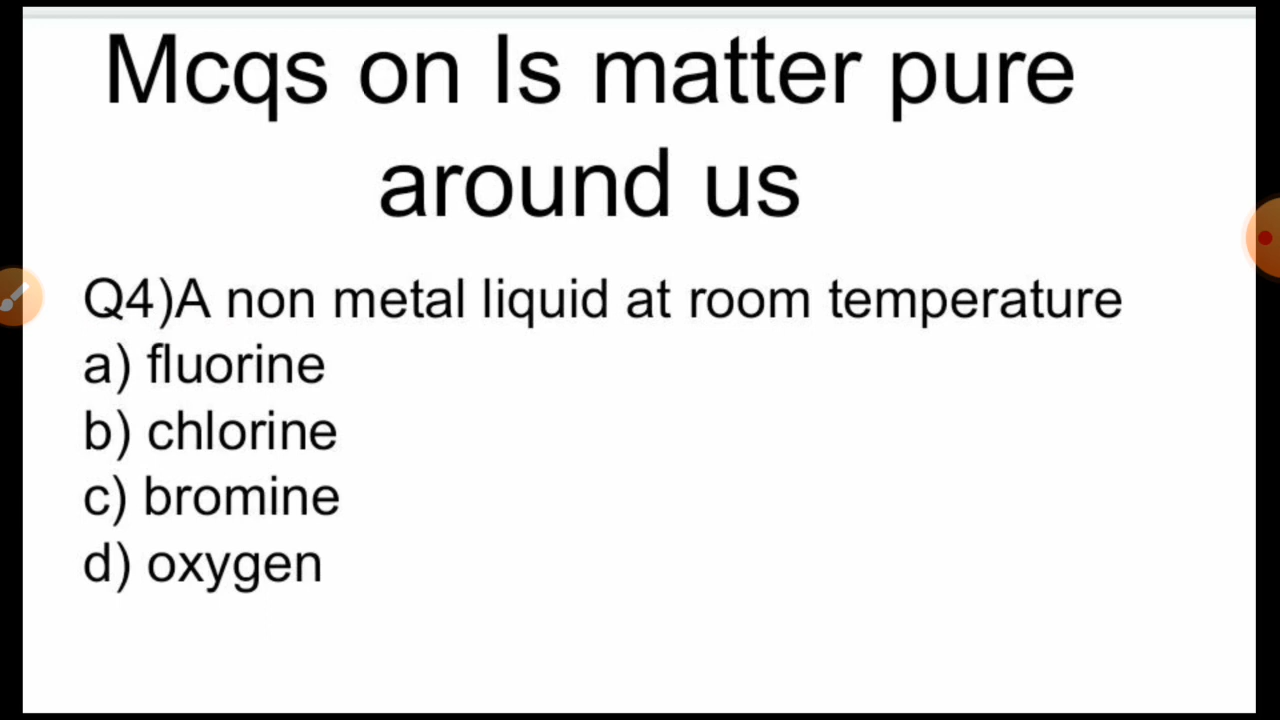 Mcqs on Is matter pure
around us
Q4)A non metal liquid at room temperature
a) fluorine
b) chlorine
c) bromine
d) oxygen